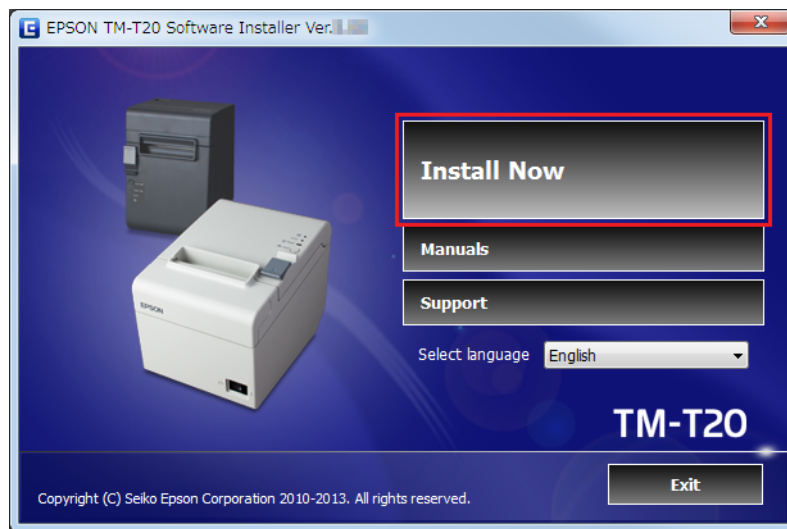 EPSON TM-T20 Software Installer Ver.
Install Now
Manuals
Support
Select language English
EPSON
TM-T20
Exit
Copyright (C) Seiko Epson Corporation 2010-2013. All rights reserved.